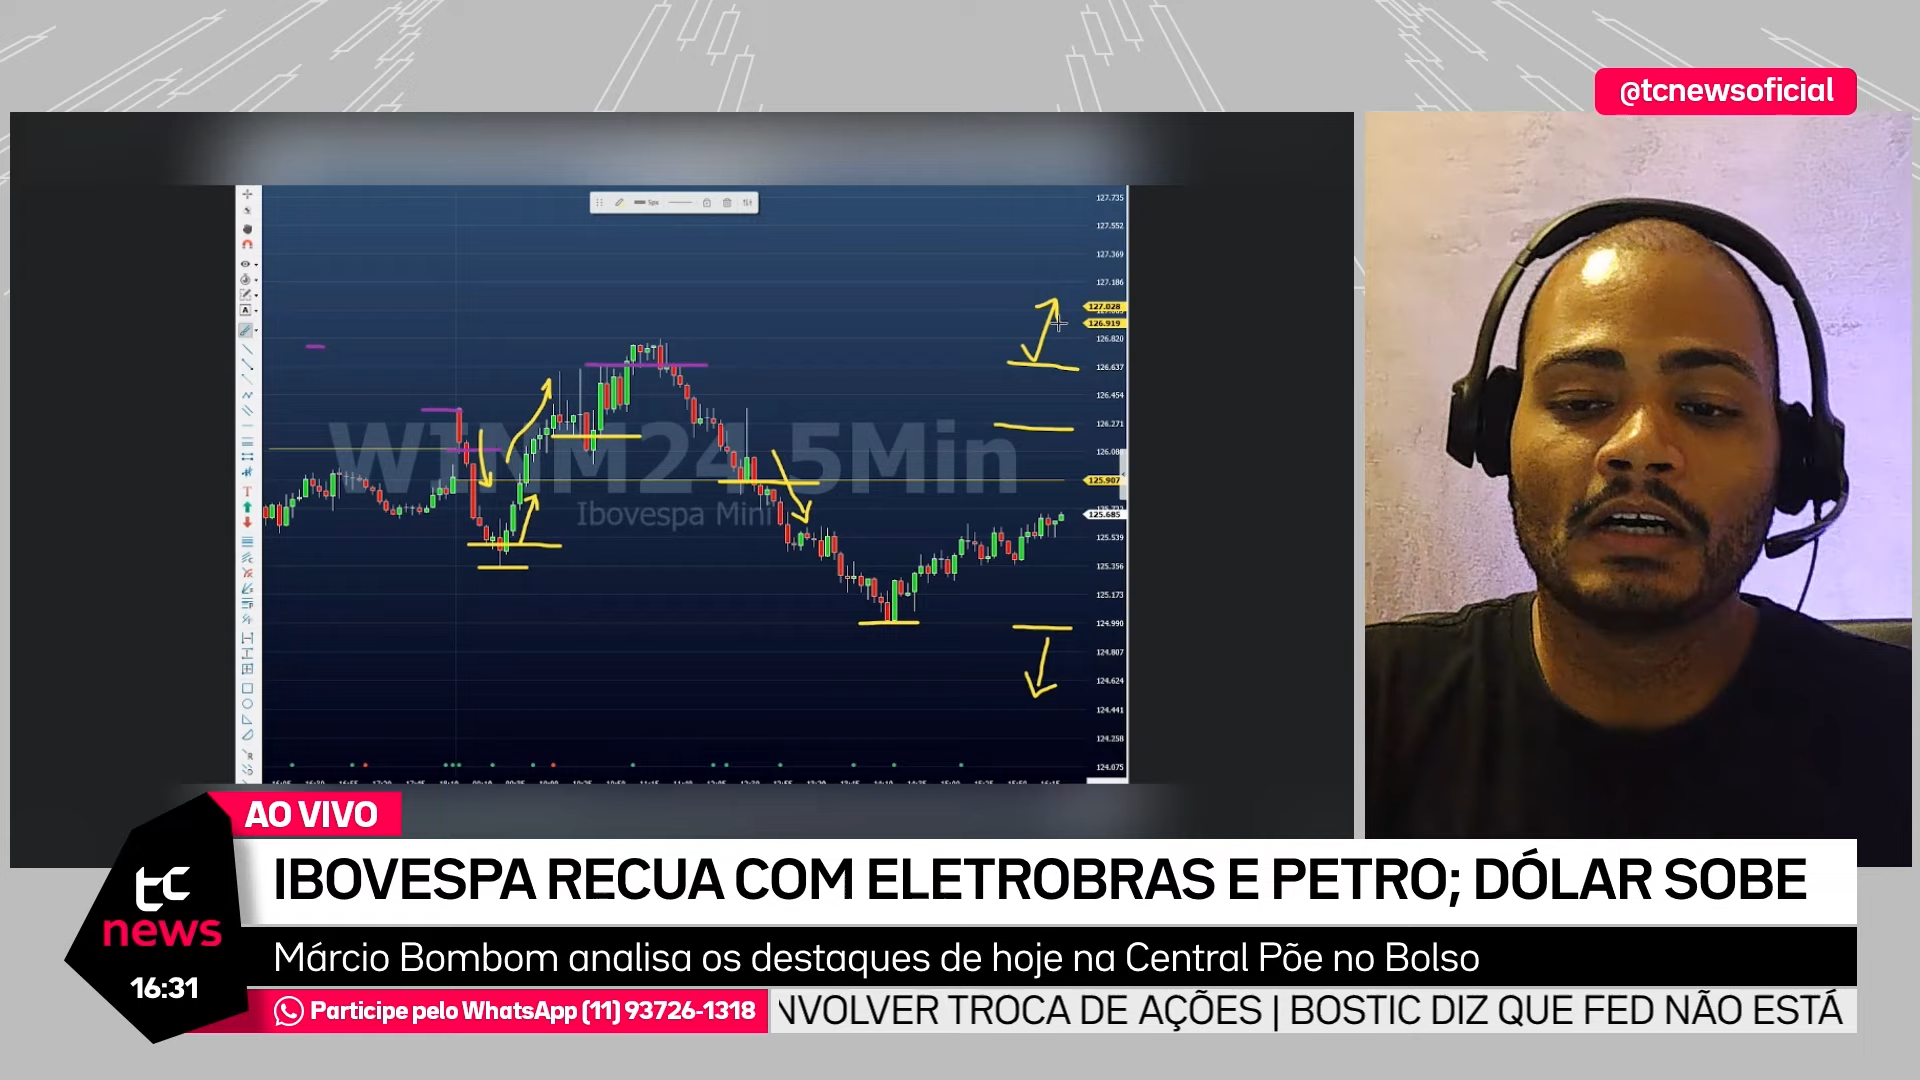 @tcnewsoficial
5px
127.735
127.552
127.369
127.186
127.028
126.919
126.820
126.637
126.454
126.271
126.088
125.907
125.685
125.539
125.356
125.173
124.990
124.807
124.624
124.441
124.258
124.075
WINM24, 5Min
Ibovespa Mini
AO VIVO
IBOVESPA RECUA COM ELETROBRAS E PETRO; DÓLAR SOBE
tc
news
Márcio Bombom analisa os destaques de hoje na Central Põe no Bolso
16:31
Participe pelo WhatsApp (11) 93726-1318
NVOLVER TROCA DE AÇÕES | BOSTIC DIZ QUE FED NÃO ESTÁ